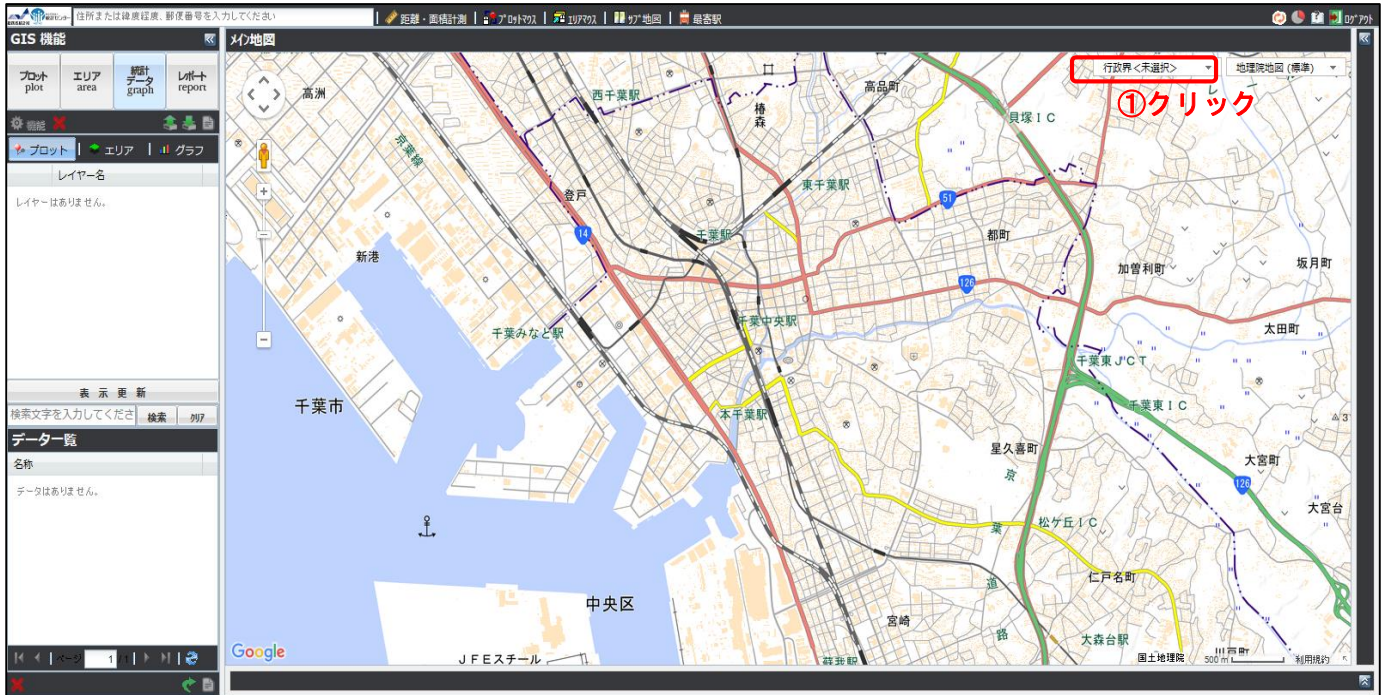 住所または緯度経度、郵便番号を入力してください
距離・面積計測
プロットマウス
エリアマウス
サブ地図
最寄駅
ログアウト
GIS 機能
メイン地図
プロット
plot
エリア
area
統計
データ
graph
レポート
report
機能
プロット
エリア
グラフ
レイヤー名
レイヤーはありません。
表 示 更 新
検索文字を入力してくださ
検索
クリア
データ一覧
名称
データはありません。
ページ
1
/1
行政界<未選択>
地理院地図 (標準)
①クリック
高洲
西千葉駅
椿森
高品町
貝塚IC
京葉線
東千葉駅
登戸
51
14
千葉駅
都町
新港
加曽利町
坂月町
126
千葉中央駅
千葉みなと駅
太田町
千葉東JCT
千葉市
本千葉駅
千葉東IC
星久喜町
大宮町
126
京葉道路
松ケ丘IC
大宮台
仁戸名町
中央区
宮崎
大森台駅
Google
JFEスチール
蘇我駅
国土地理院
500 m
川戸町
利用規約